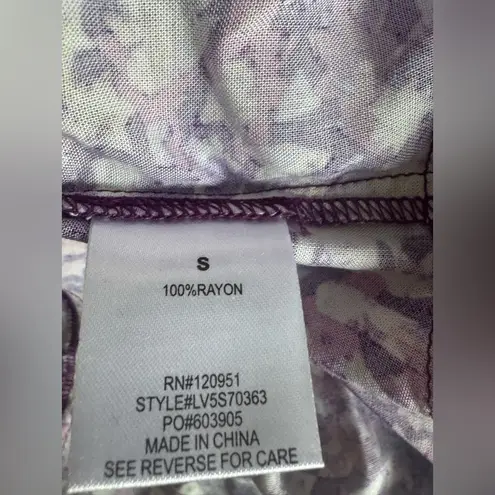 S
100%RAYON
RN#120951
STYLE#LV5S70363
PO#603905
MADE IN CHINA
SEE REVERSE FOR CARE